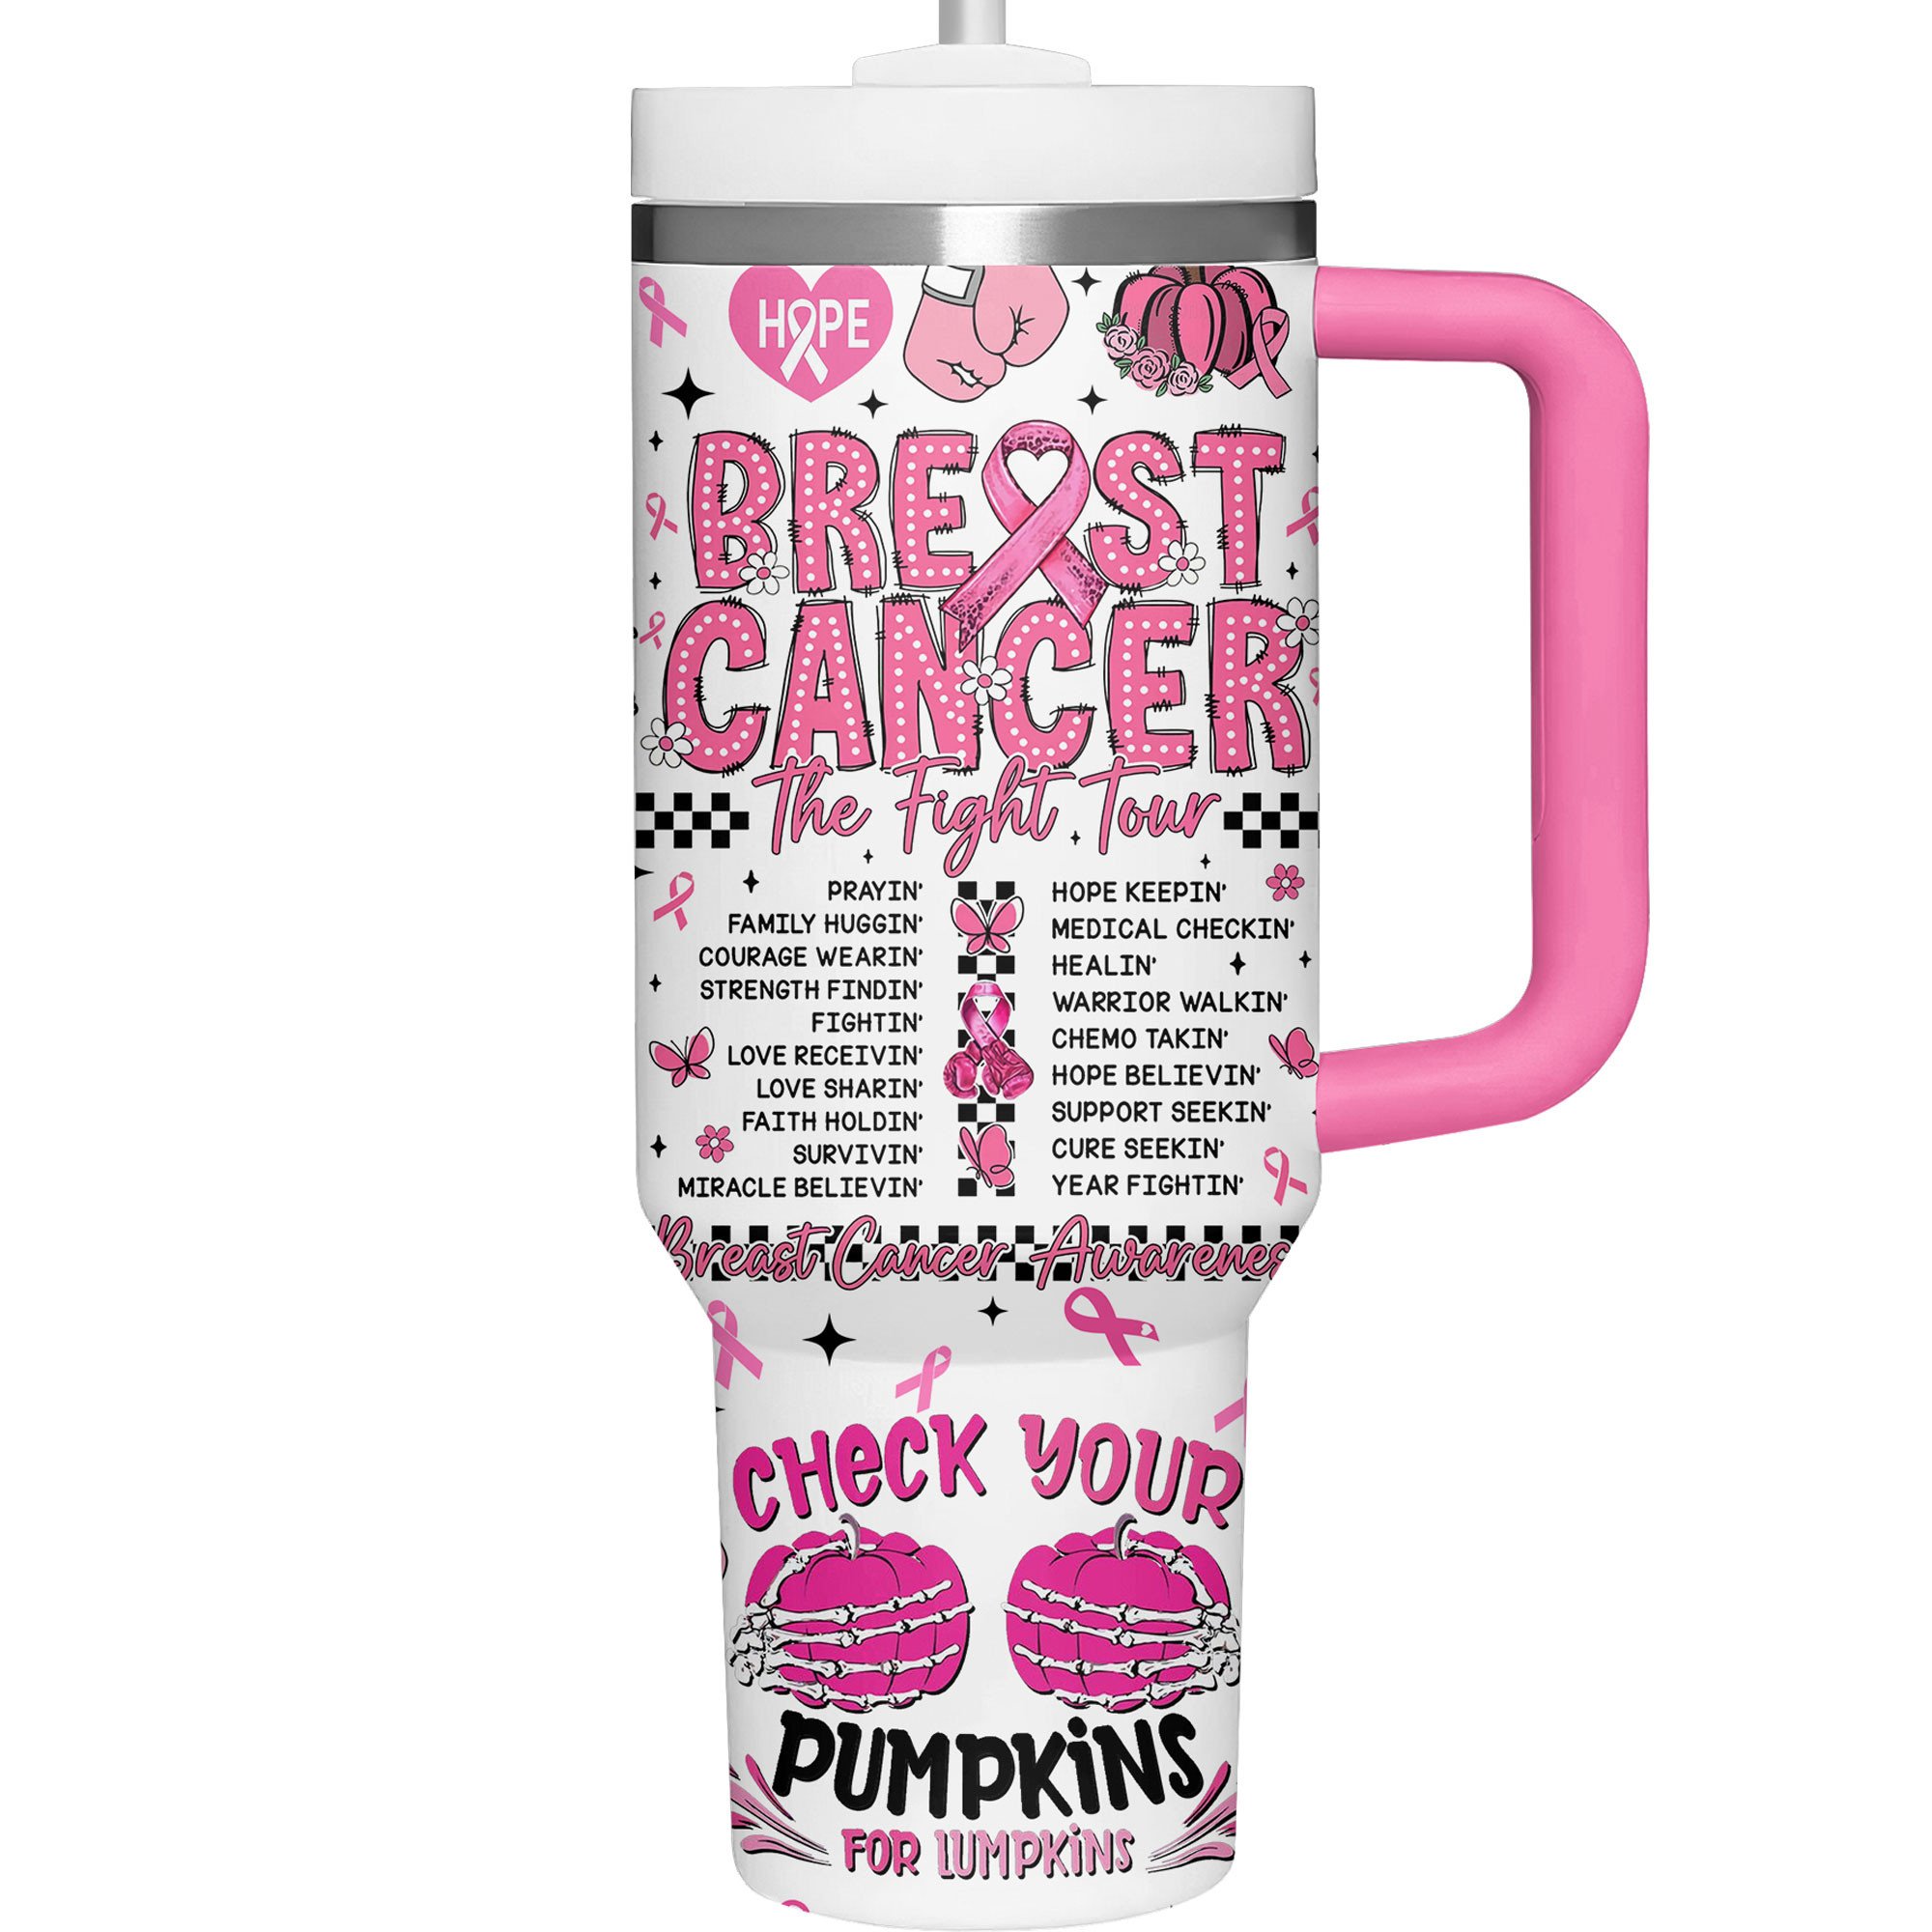 HOPE
BREAST
CANCER
The Fight Tour
PRAYIN'
FAMILY HUGGIN'
COURAGE WEARIN'
STRENGTH FINDIN'
FIGHTIN'
LOVE RECEIVIN'
LOVE SHARIN'
FAITH HOLDIN'
SURVIVIN'
MIRACLE BELIEVIN'
HOPE KEEPIN'
MEDICAL CHECKIN'
HEALIN'
WARRIOR WALKIN'
CHEMO TAKIN'
HOPE BELIEVIN'
SUPPORT SEEKIN'
CURE SEEKIN'
YEAR FIGHTIN'
Breast Cancer Awarenes
CHeCK YOUR
PUMPKiNS
FOR LUMPKiNS